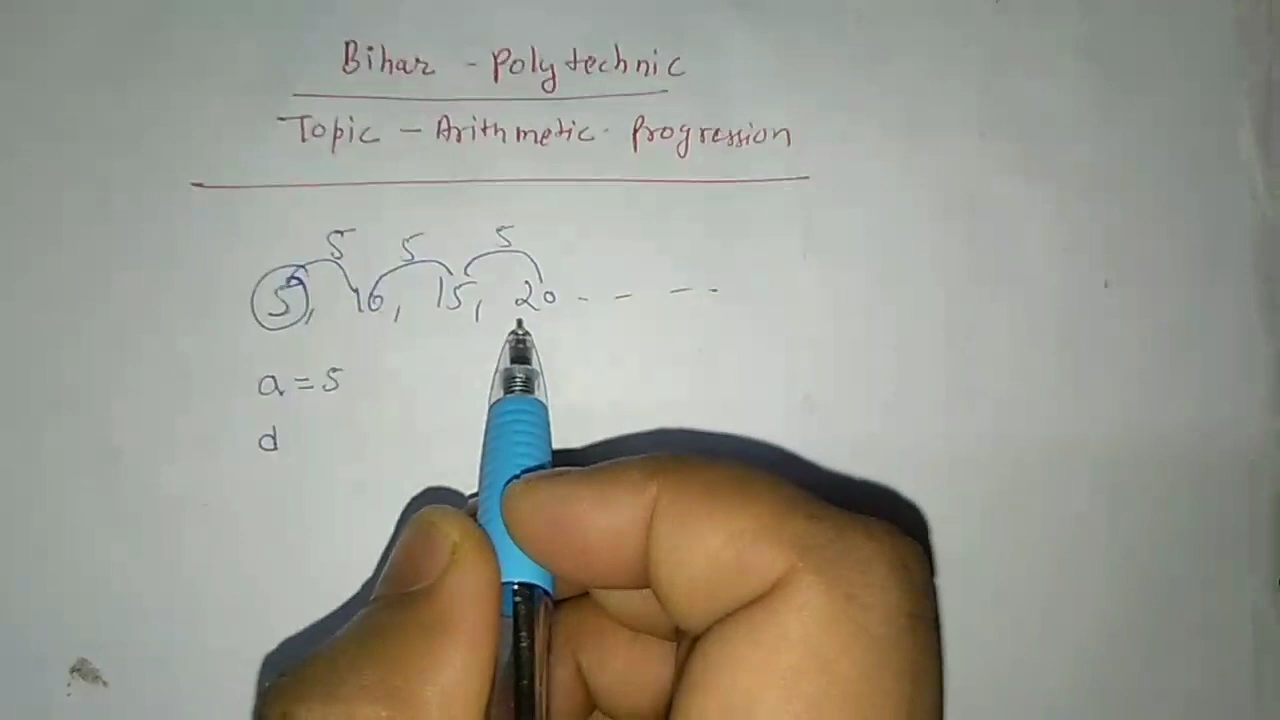 Bihar - Polytechnic
Topic - Arithmetic Progression
5 5 5
5, 10, 15, 20 - - - -
a = 5
d